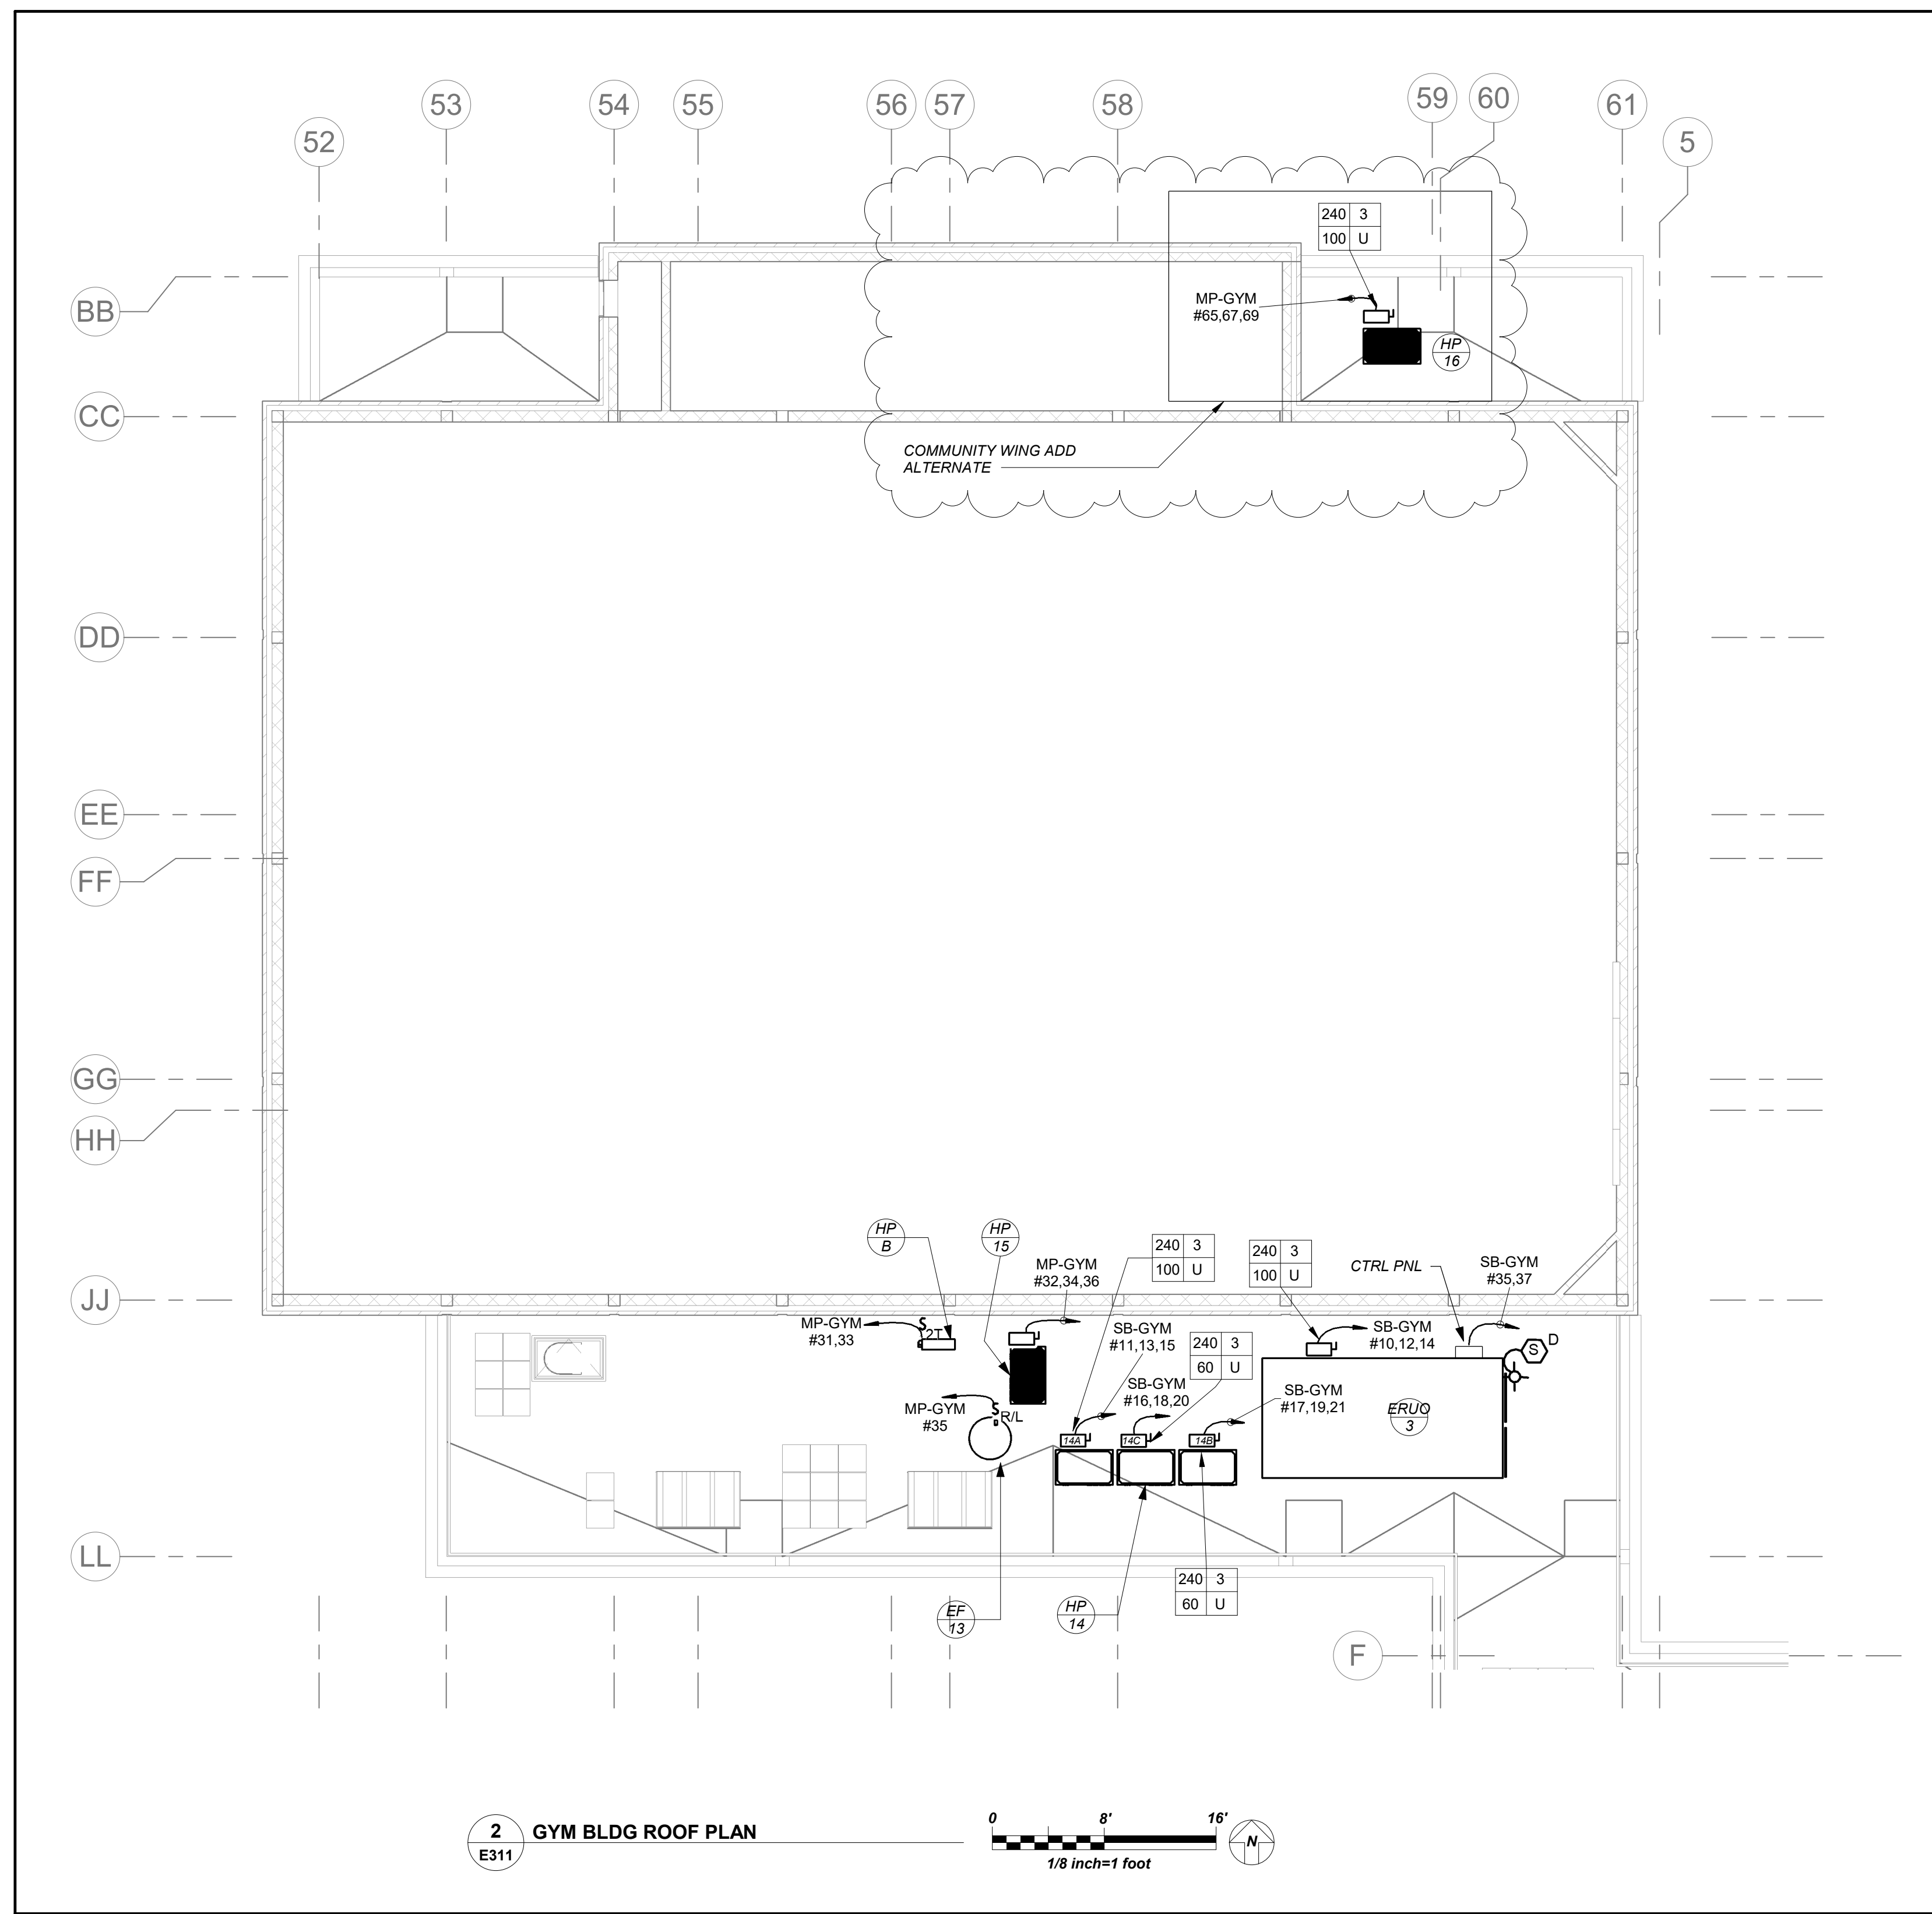 53
54
55
56
57
58
59
60
61
52
5
240 3
100 U
BB
MP-GYM
#65,67,69
HP
16
CC
COMMUNITY WING ADD
ALTERNATE
DD
EE
FF
GG
HH
HP
B
HP
15
240 3
100 U
240 3
100 U
MP-GYM
#32,34,36
CTRL PNL
SB-GYM
#35,37
JJ
MP-GYM
#31,33
S
2T
SB-GYM
#11,13,15
240 3
60 U
SB-GYM
#10,12,14
S
D
SB-GYM
#16,18,20
SB-GYM
#17,19,21
MP-GYM
#35
S
R/L
ERUO
3
14A
14C
14B
LL
240 3
60 U
EF
13
HP
14
F
2
E311
GYM BLDG ROOF PLAN
0 8' 16'
1/8 inch=1 foot
N